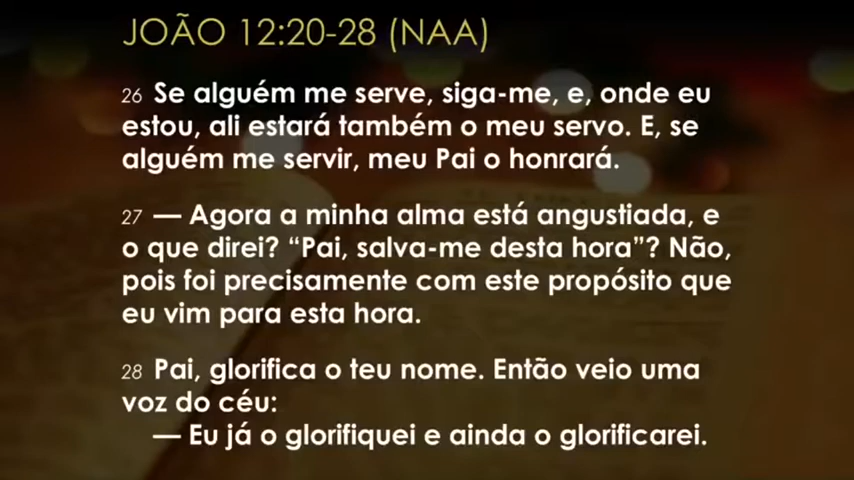 JOÃO 12:20-28 (NAA)
26 Se alguém me serve, siga-me, e, onde eu
estou, ali estará também o meu servo. E, se
alguém me servir, meu Pai o honrará.
27 — Agora a minha alma está angustiada, e
o que direi? “Pai, salva-me desta hora”? Não,
pois foi precisamente com este propósito que
eu vim para esta hora.
28 Pai, glorifica o teu nome. Então veio uma
voz do céu:
— Eu já o glorifiquei e ainda o glorificarei.